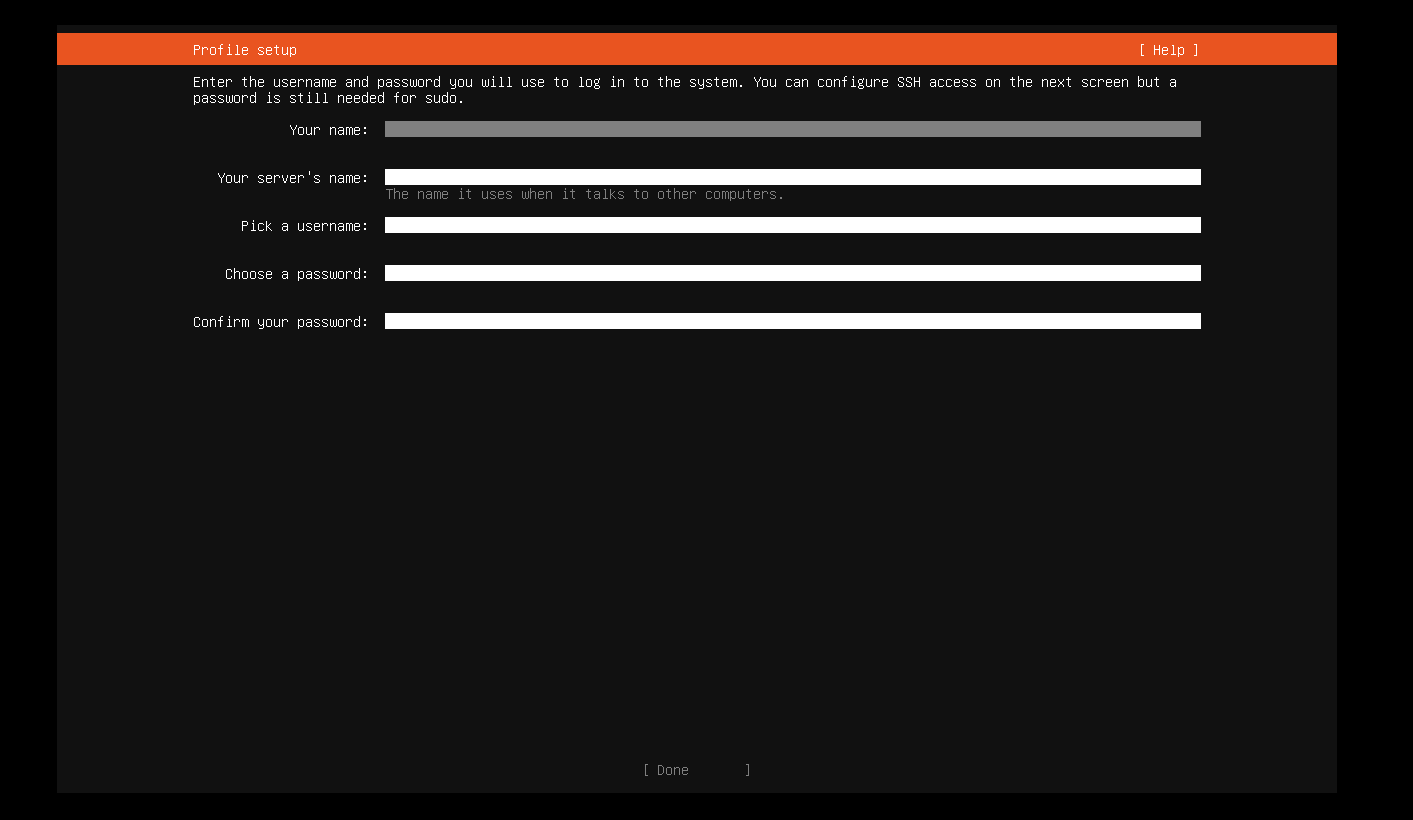 Profile setup [ Help ]
Enter the username and password you will use to log in to the system. You can configure SSH access on the next screen but a
password is still needed for sudo.
Your name:
Your server's name:
The name it uses when it talks to other computers.
Pick a username:
Choose a password:
Confirm your password:
[ Done ]